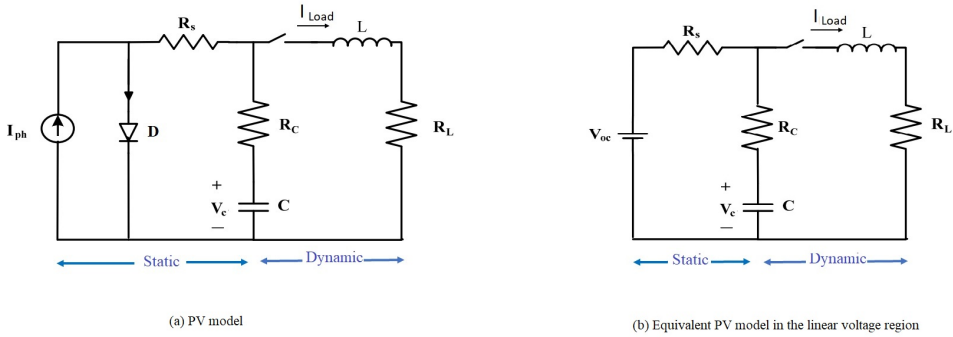 I Load
Rs
L
Iph
D
RC
RL
+
Vc
C
—
Static
Dynamic
(a) PV model
I Load
Rs
L
Voc
RC
RL
+
Vc
C
—
Static
Dynamic
(b) Equivalent PV model in the linear voltage region